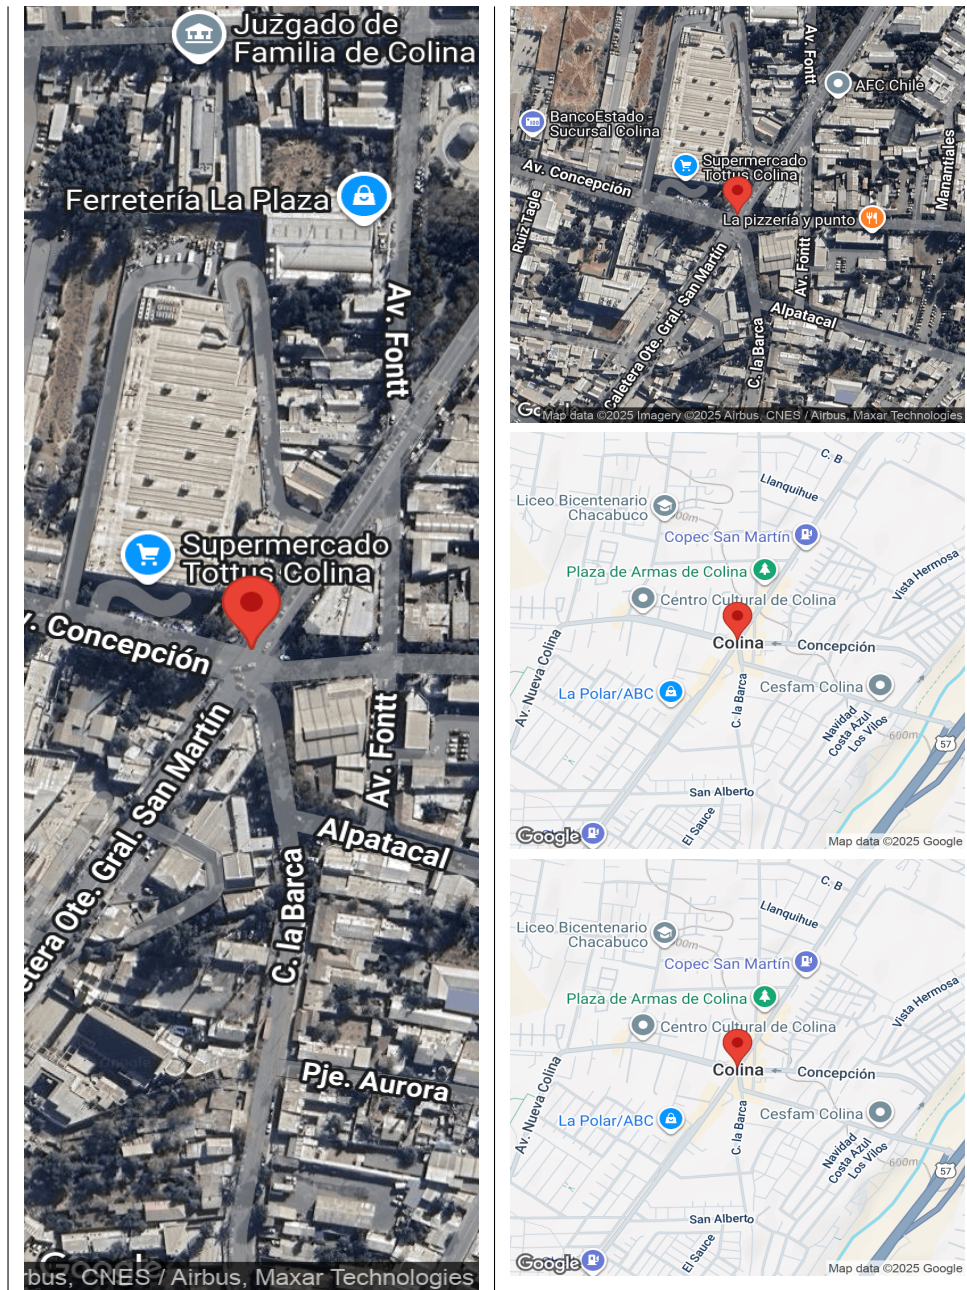 Juzgado de
Familia de Colina
Ferretería La Plaza
Av. Fontt
Supermercado
Tottus Colina
. Concepción
Av. Fontt
etera Ote. Gral. San Martín
Alpatacal
C. la Barca
Pje. Aurora
Google
rbus, CNES / Airbus, Maxar Technologies
Av. Fontt
AFC Chile
BancoEstado -
Sucursal Colina
Manantiales
Supermercado
Tottus Colina
Av. Concepción
La pizzería y punto
Ruiz Tagle
Av. Fontt
Caletera Ote. Gral. San Martín
Alpatacal
C. la Barca
Go
Map data ©2025 Imagery ©2025 Airbus, CNES / Airbus, Maxar Technologies
C. B
Llanquihue
Liceo Bicentenario
Chacabuco
00m
Copec San Martín
Plaza de Armas de Colina
Vista Hermosa
Centro Cultural de Colina
Colina
Concepción
Av. Nueva Colina
La Polar/ABC
C. la Barca
Cesfam Colina
Navidad
Costa Azul
Los Vilos
600m
57
San Alberto
El Sauce
Google
Map data ©2025 Google
C. B
Llanquihue
Liceo Bicentenario
Chacabuco
00m
Copec San Martín
Plaza de Armas de Colina
Vista Hermosa
Centro Cultural de Colina
Colina
Concepción
Av. Nueva Colina
La Polar/ABC
C. la Barca
Cesfam Colina
Navidad
Costa Azul
Los Vilos
600m
57
San Alberto
El Sauce
Google
Map data ©2025 Google